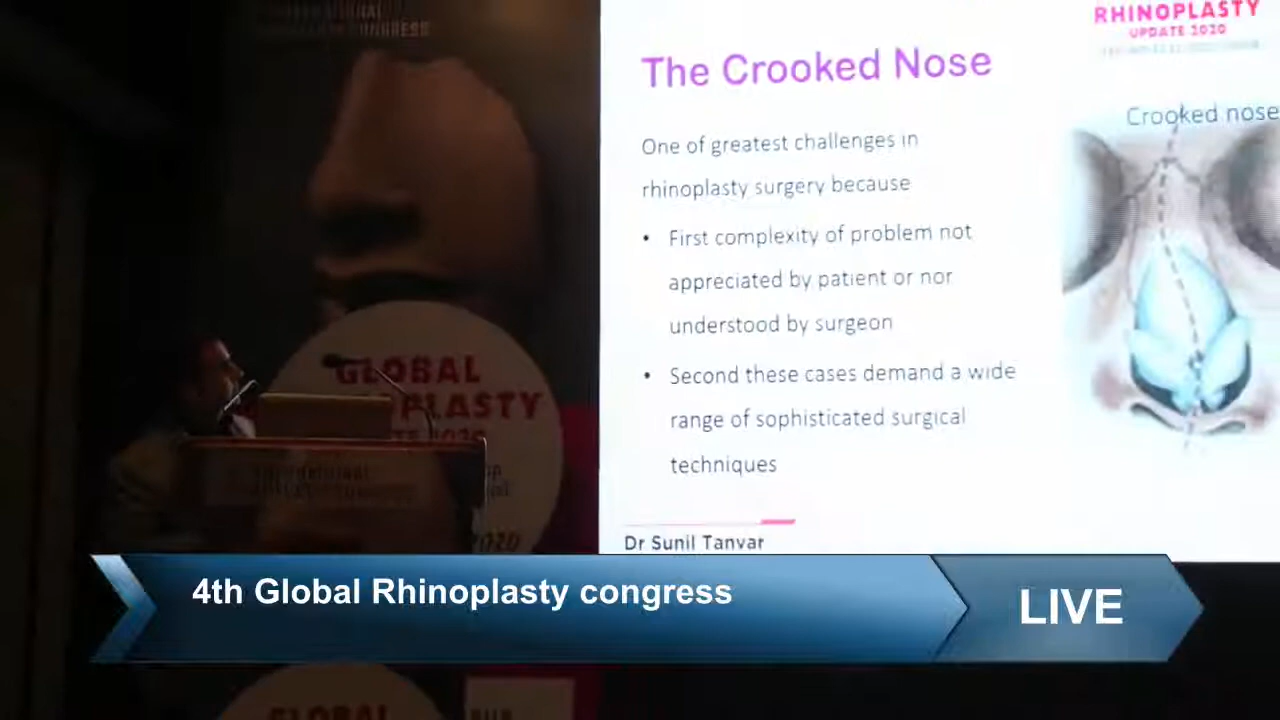 RHINOPLASTY
UPDATE 2020
The Crooked Nose
Crooked nose
One of greatest challenges in
rhinoplasty surgery because
• First complexity of problem not
appreciated by patient or nor
understood by surgeon
• Second these cases demand a wide
range of sophisticated surgical
techniques
Dr Sunil Tanvar
GLOBAL
PLASTY
2020
4th Global Rhinoplasty congress
LIVE
GLOBAL